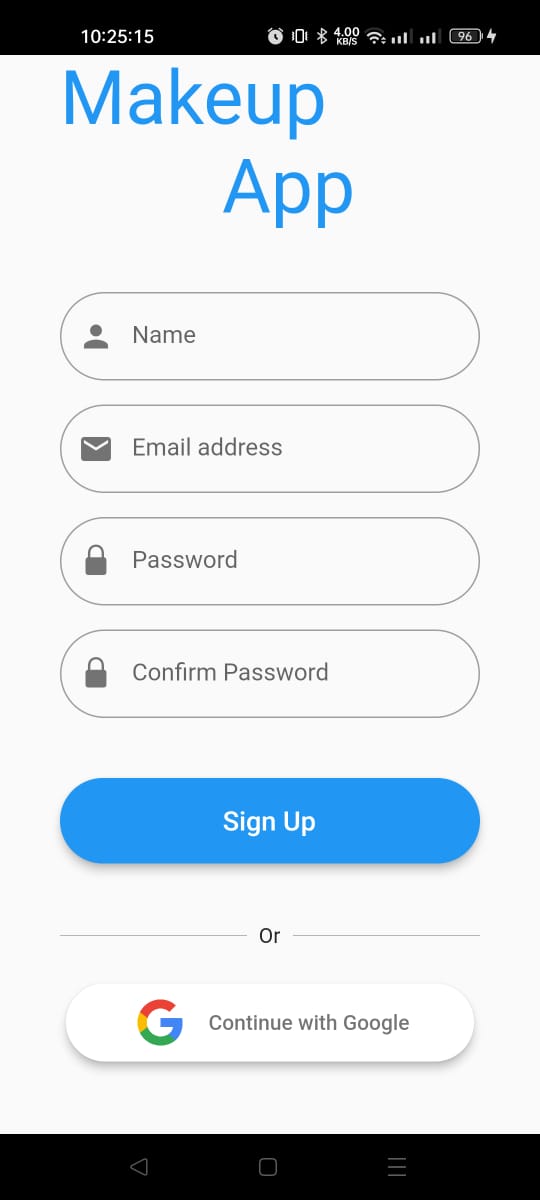 10:25:15 4.00 KB/S 96
Makeup
App
Name
Email address
Password
Confirm Password
Sign Up
Or
Continue with Google